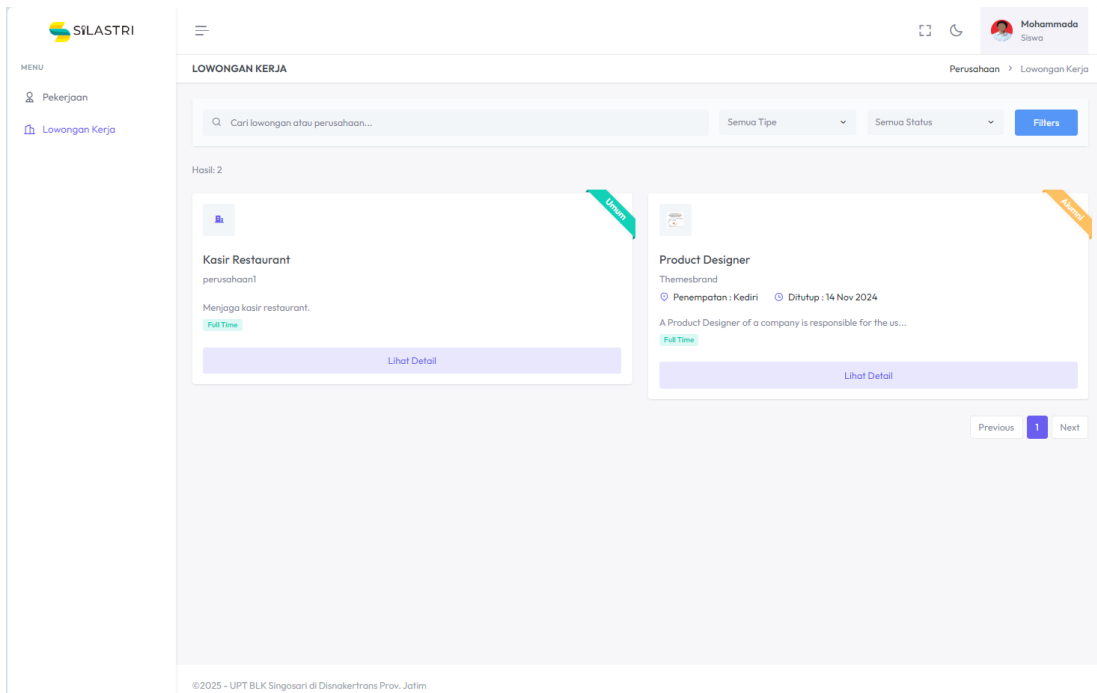 SiLASTRI
Mohammada
Siswa
MENU
Pekerjaan
Lowongan Kerja
LOWONGAN KERJA
Perusahaan > Lowongan Kerja
Cari lowongan atau perusahaan...
Semua Tipe
Semua Status
Filters
Hasil: 2
Umum
Kasir Restaurant
perusahaan1
Menjaga kasir restaurant.
Full Time
Lihat Detail
Alumni
Product Designer
Themesbrand
Penempatan : Kediri
Ditutup : 14 Nov 2024
A Product Designer of a company is responsible for the us...
Full Time
Lihat Detail
Previous 1 Next
©2025 - UPT BLK Singosari di Disnakertrans Prov. Jatim